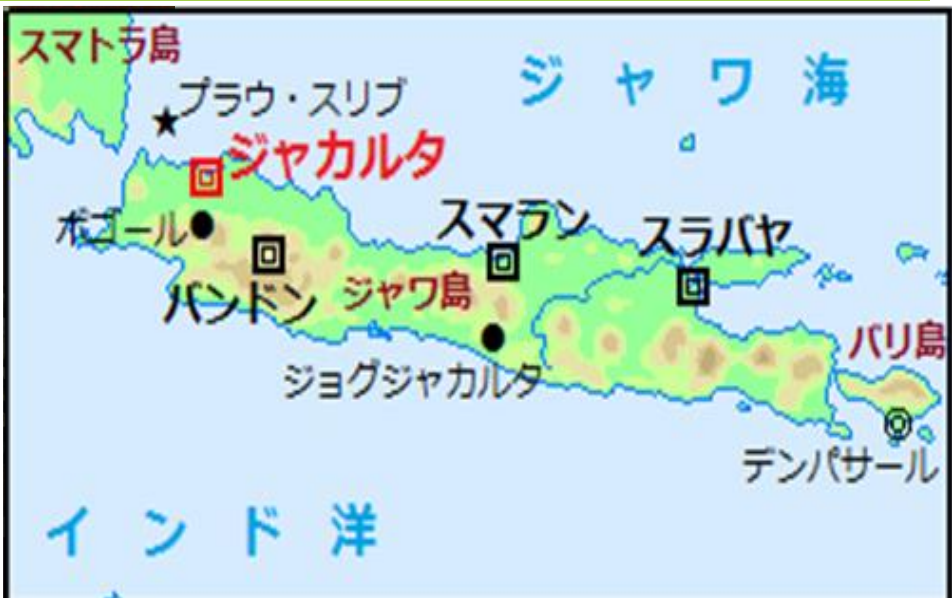 スマトラ島
ジャワ海
プラウ・スリブ
ジャカルタ
ボゴール
スマラン
スラバヤ
バンドン
ジャワ島
バリ島
ジョグジャカルタ
デンパサール
インド洋